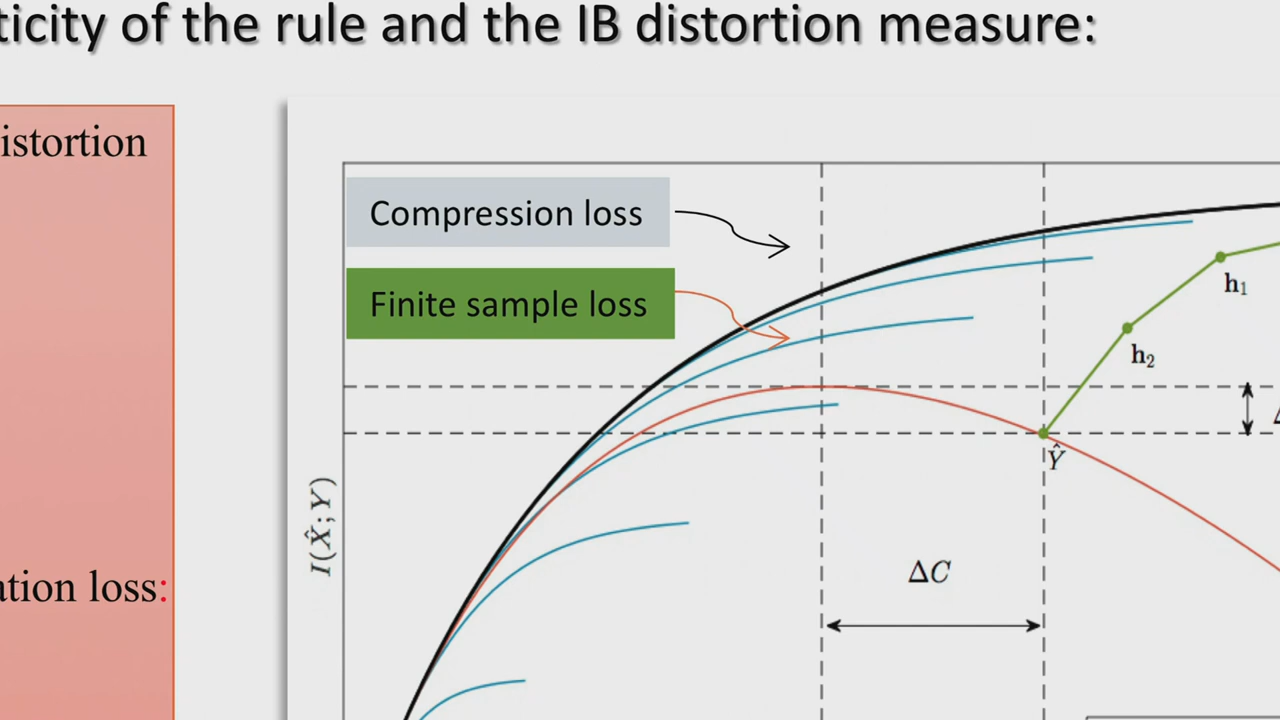 ticity of the rule and the IB distortion measure:
istortion
ation loss:
Compression loss
Finite sample loss
h₁
h₂
Ŷ
I(X̂;Y)
ΔC